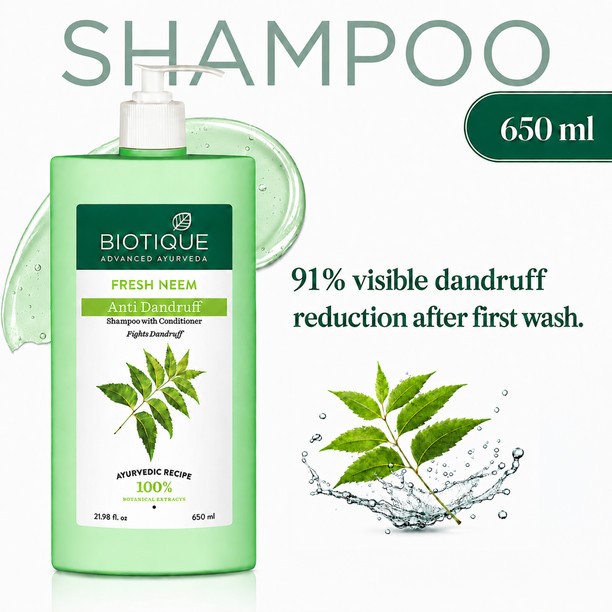 SHAMPOO
650 ml
BIOTIQUE
ADVANCED AYURVEDA
FRESH NEEM
Anti Dandruff
Shampoo with Conditioner
Fights Dandruff
AYURVEDIC RECIPE
100%
BOTANICAL EXTRACTS
21.98 fl. oz 650 ml
91% visible dandruff
reduction after first wash.